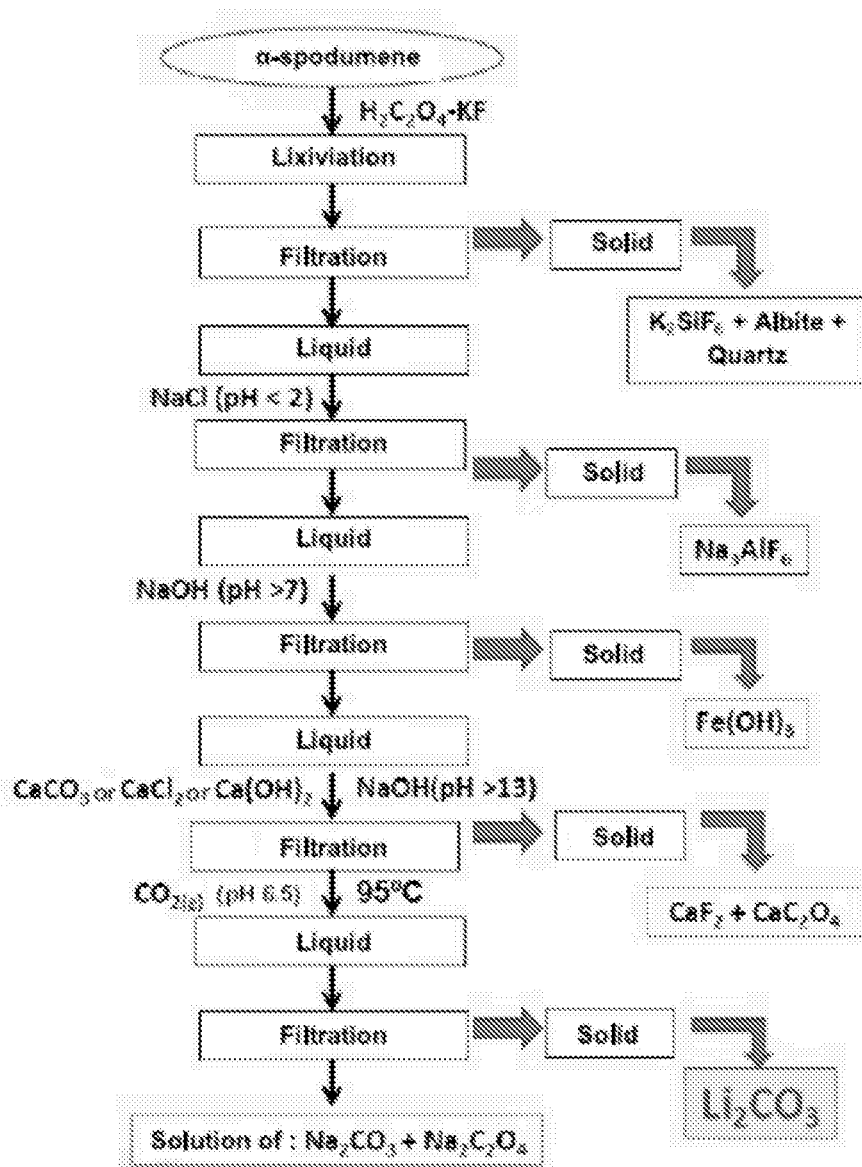 α-spodumene
H₂C₂O₄-KF
Lixiviation
Filtration
Solid
K₂SiF₆ + Albite +
Quartz
Liquid
NaCl (pH < 2)
Filtration
Solid
Na₃AlF₆
Liquid
NaOH (pH >7)
Filtration
Solid
Fe(OH)₃
Liquid
CaCO₃ or CaCl₂ or Ca(OH)₂
NaOH(pH >13)
Filtration
Solid
CaF₂ + CaC₂O₄
CO₂₍g₎ (pH 8.5)
95ºC
Liquid
Filtration
Solid
Li₂CO₃
Solution of : Na₂CO₃ + Na₂C₂O₄